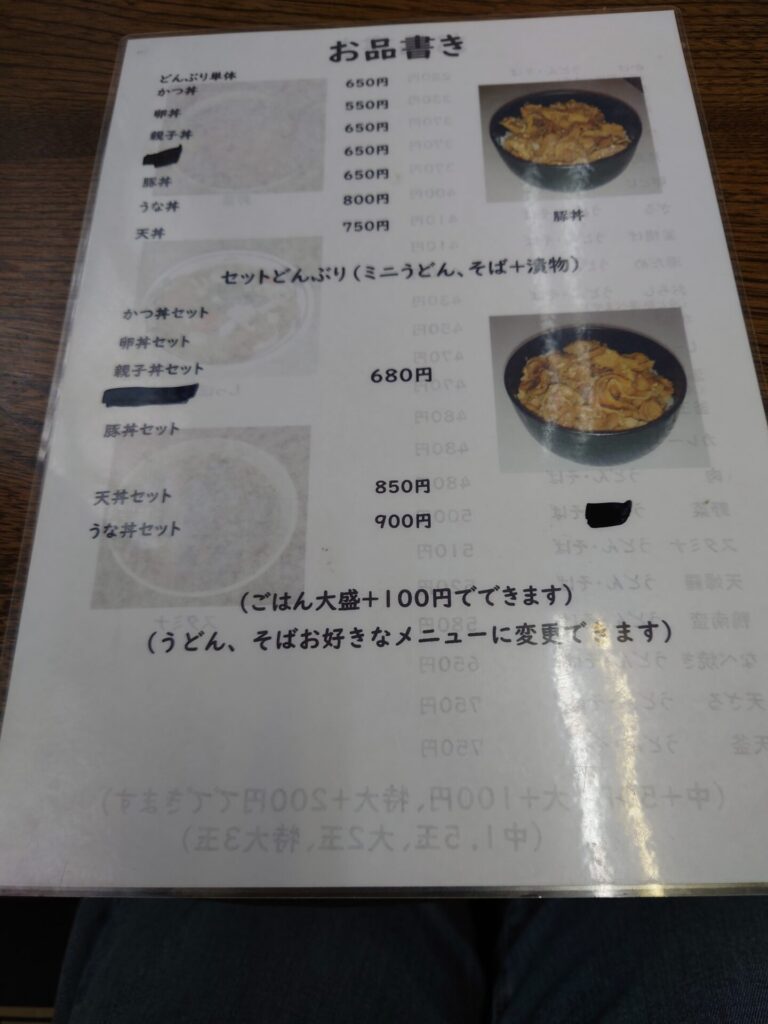 お品書き
どんぶり単体
かつ丼 650円
卵丼 550円
親子丼 650円
650円
豚丼 650円
うな丼 800円
天丼 750円
豚丼
セットどんぶり(ミニうどん、そば+漬物)
かつ丼セット
卵丼セット
親子丼セット
680円
豚丼セット
天丼セット 850円
うな丼セット 900円
(ごはん大盛+100円でできます)
(うどん、そばお好きなメニューに変更できます)